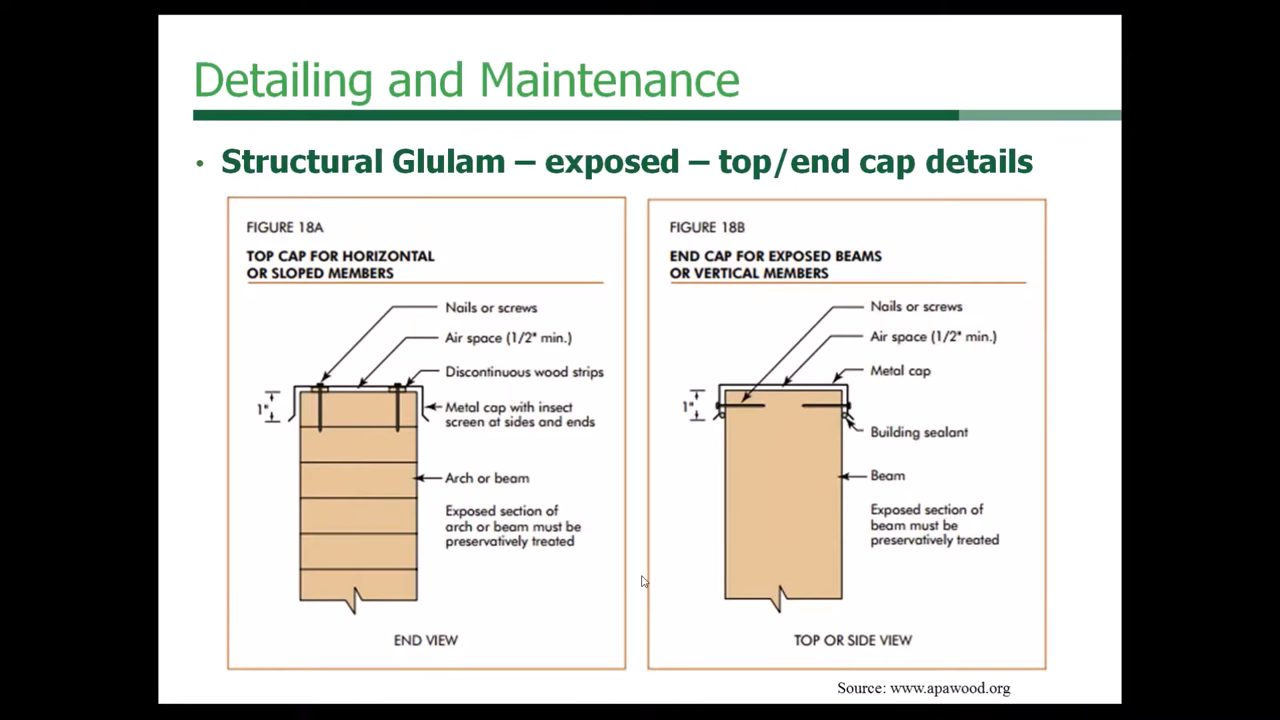 Detailing and Maintenance
• Structural Glulam – exposed – top/end cap details
FIGURE 18A
TOP CAP FOR HORIZONTAL
OR SLOPED MEMBERS
Nails or screws
Air space (1/2" min.)
Discontinuous wood strips
1"
Metal cap with insect
screen at sides and ends
Arch or beam
Exposed section of
arch or beam must be
preservatively treated
END VIEW
FIGURE 18B
END CAP FOR EXPOSED BEAMS
OR VERTICAL MEMBERS
Nails or screws
Air space (1/2" min.)
Metal cap
1"
Building sealant
Beam
Exposed section of
beam must be
preservatively treated
TOP OR SIDE VIEW
Source: www.apawood.org